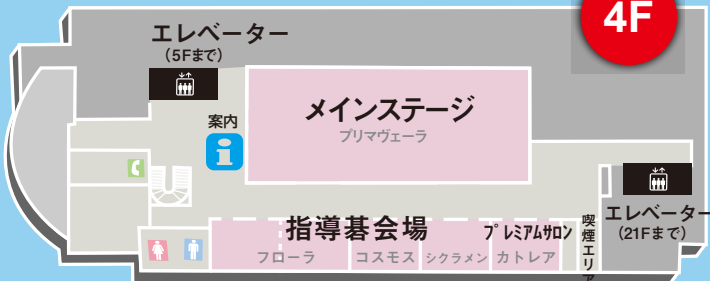 4F
エレベーター
(5Fまで)
案内
メインステージ
プリマヴェーラ
指導碁会場
プレミアムサロン
喫煙エリア
エレベーター
(21Fまで)
フローラ
コスモス
シクラメン
カトレア